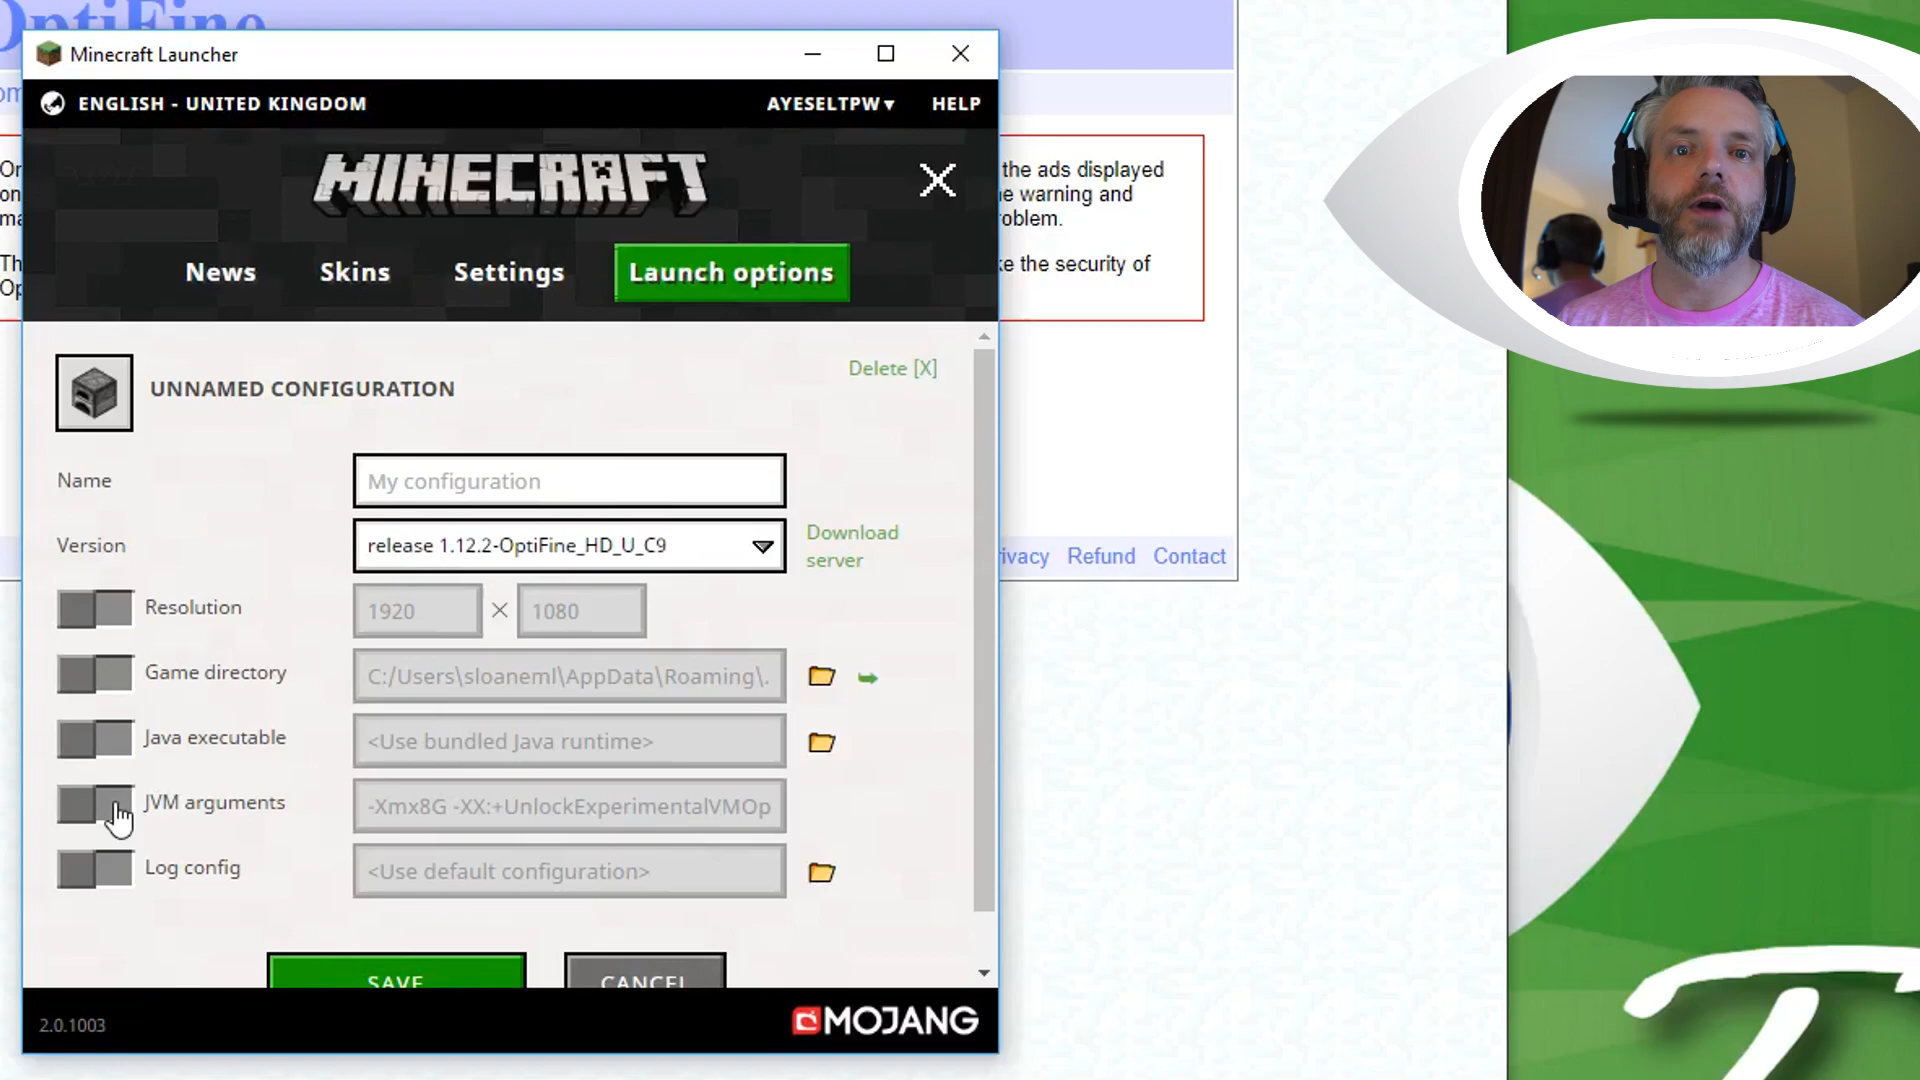 OptiFine
Minecraft Launcher
ENGLISH - UNITED KINGDOM
AYESELTPW▾
HELP
MINECRAFT
News
Skins
Settings
Launch options
the ads displayed
warning and
the security of
UNNAMED CONFIGURATION
Delete [X]
Name
My configuration
Version
release 1.12.2-OptiFine_HD_U_C9
Download
server
Resolution
1920
×
1080
Game directory
C:/Users\sloaneml\AppData\Roaming\.
Java executable
<Use bundled Java runtime>
JVM arguments
-Xmx8G -XX:+UnlockExperimentalVMOp
Log config
<Use default configuration>
SAVE
CANCEL
2.0.1003
MOJANG
Refund
Contact